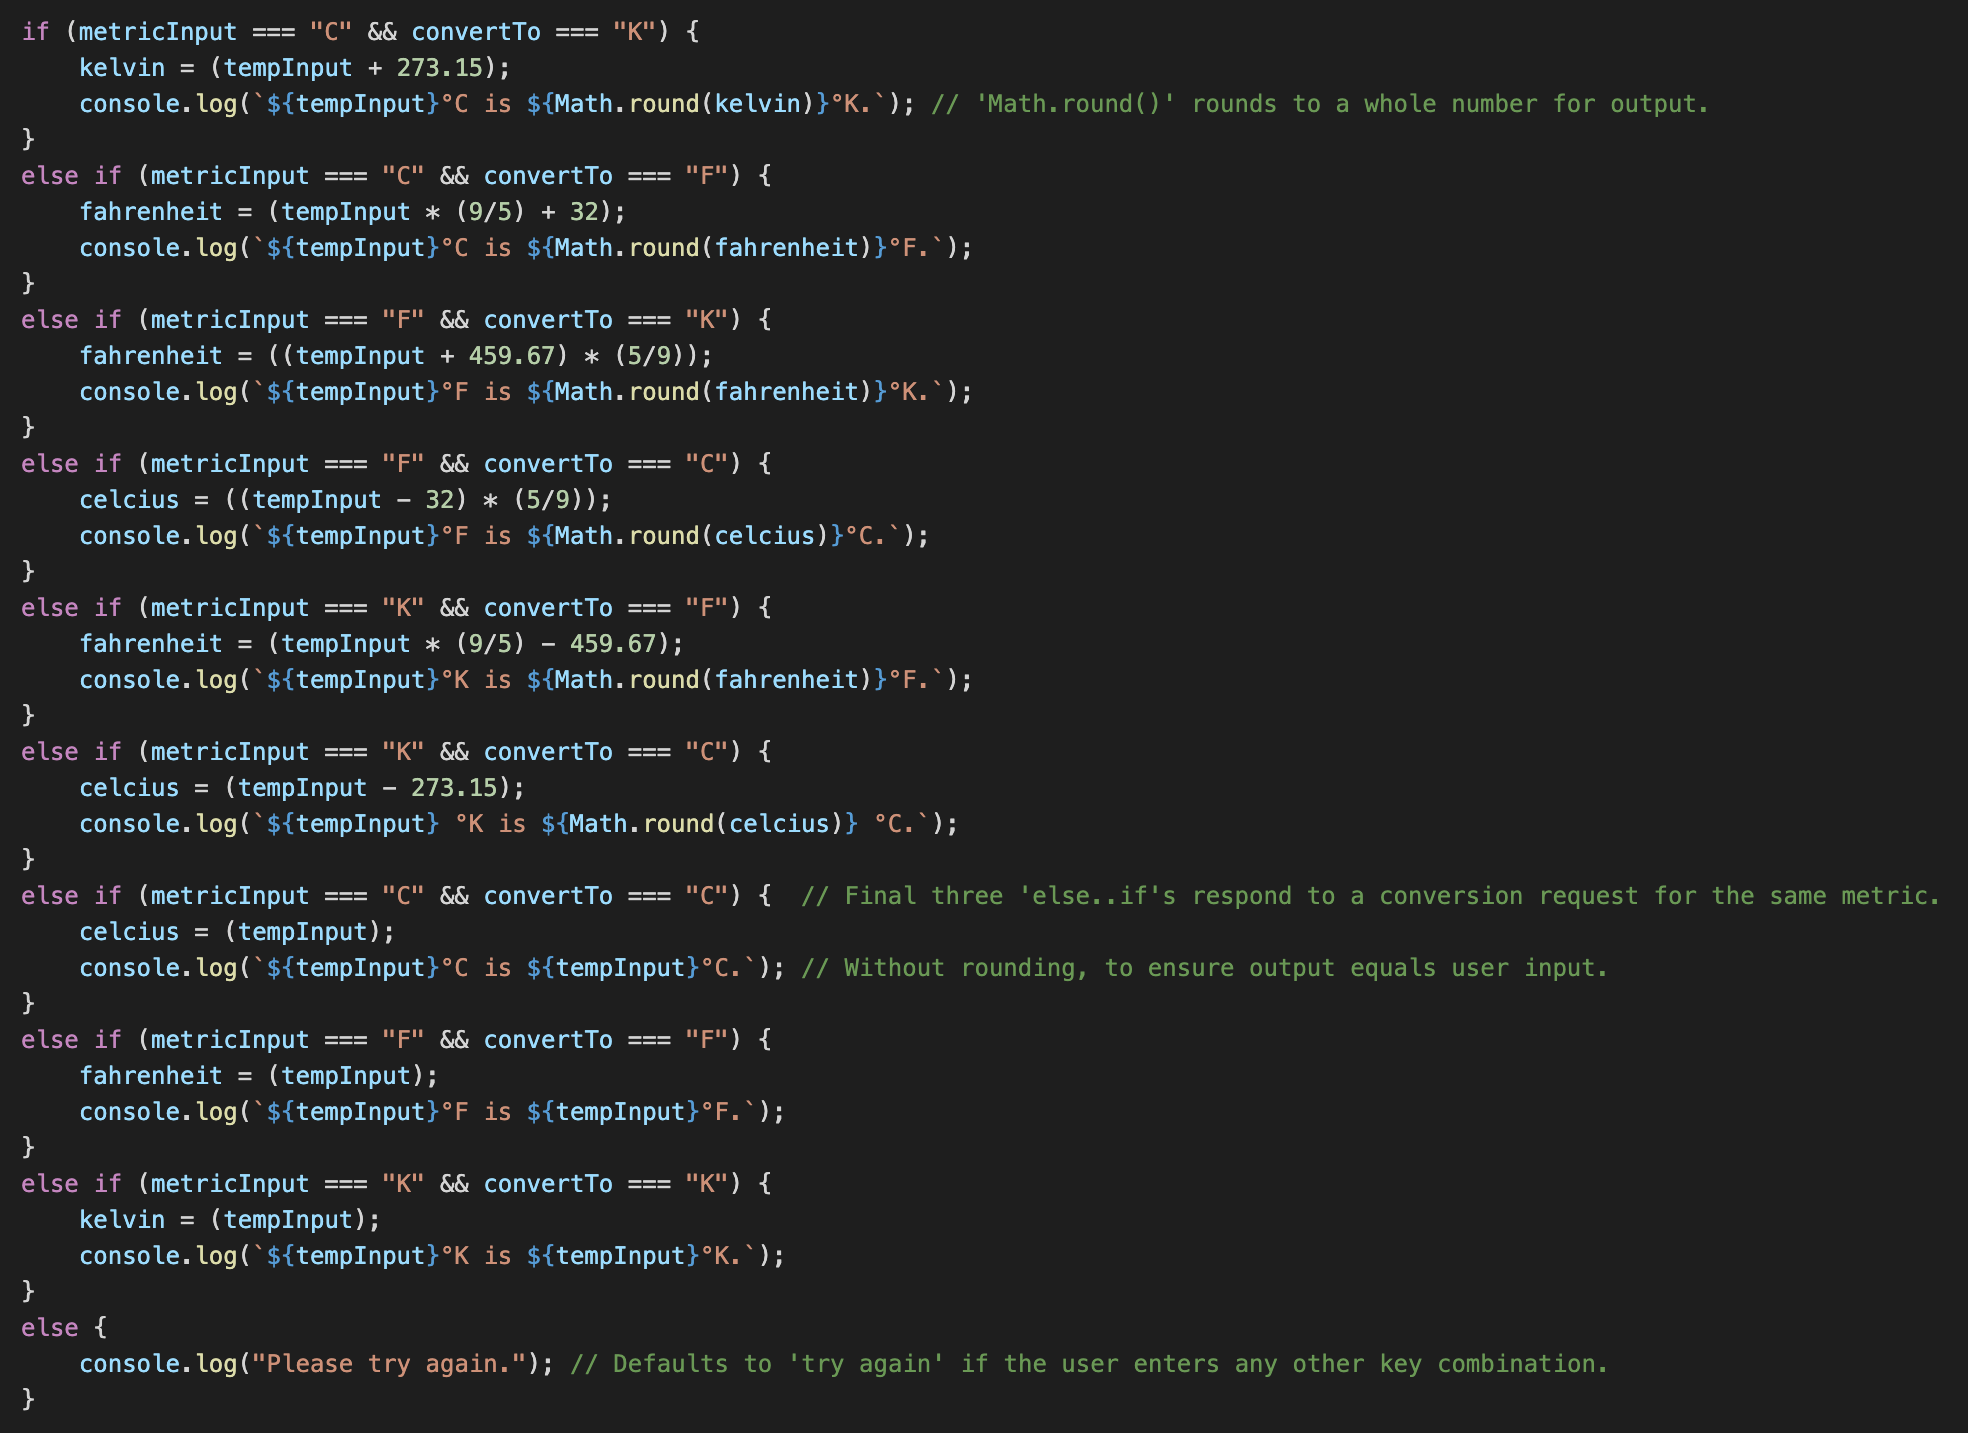 if (metricInput === "C" && convertTo === "K") {
    kelvin = (tempInput + 273.15);
    console.log(`${tempInput}°C is ${Math.round(kelvin)}°K.`); // 'Math.round()' rounds to a whole number for output.
}
else if (metricInput === "C" && convertTo === "F") {
    fahrenheit = (tempInput * (9/5) + 32);
    console.log(`${tempInput}°C is ${Math.round(fahrenheit)}°F.`);
}
else if (metricInput === "F" && convertTo === "K") {
    fahrenheit = ((tempInput + 459.67) * (5/9));
    console.log(`${tempInput}°F is ${Math.round(fahrenheit)}°K.`);
}
else if (metricInput === "F" && convertTo === "C") {
    celcius = ((tempInput - 32) * (5/9));
    console.log(`${tempInput}°F is ${Math.round(celcius)}°C.`);
}
else if (metricInput === "K" && convertTo === "F") {
    fahrenheit = (tempInput * (9/5) - 459.67);
    console.log(`${tempInput}°K is ${Math.round(fahrenheit)}°F.`);
}
else if (metricInput === "K" && convertTo === "C") {
    celcius = (tempInput - 273.15);
    console.log(`${tempInput} °K is ${Math.round(celcius)} °C.`);
}
else if (metricInput === "C" && convertTo === "C") {  // Final three 'else..if's respond to a conversion request for the same metric.
    celcius = (tempInput);
    console.log(`${tempInput}°C is ${tempInput}°C.`); // Without rounding, to ensure output equals user input.
}
else if (metricInput === "F" && convertTo === "F") {
    fahrenheit = (tempInput);
    console.log(`${tempInput}°F is ${tempInput}°F.`);
}
else if (metricInput === "K" && convertTo === "K") {
    kelvin = (tempInput);
    console.log(`${tempInput}°K is ${tempInput}°K.`);
}
else {
    console.log("Please try again."); // Defaults to 'try again' if the user enters any other key combination.
}